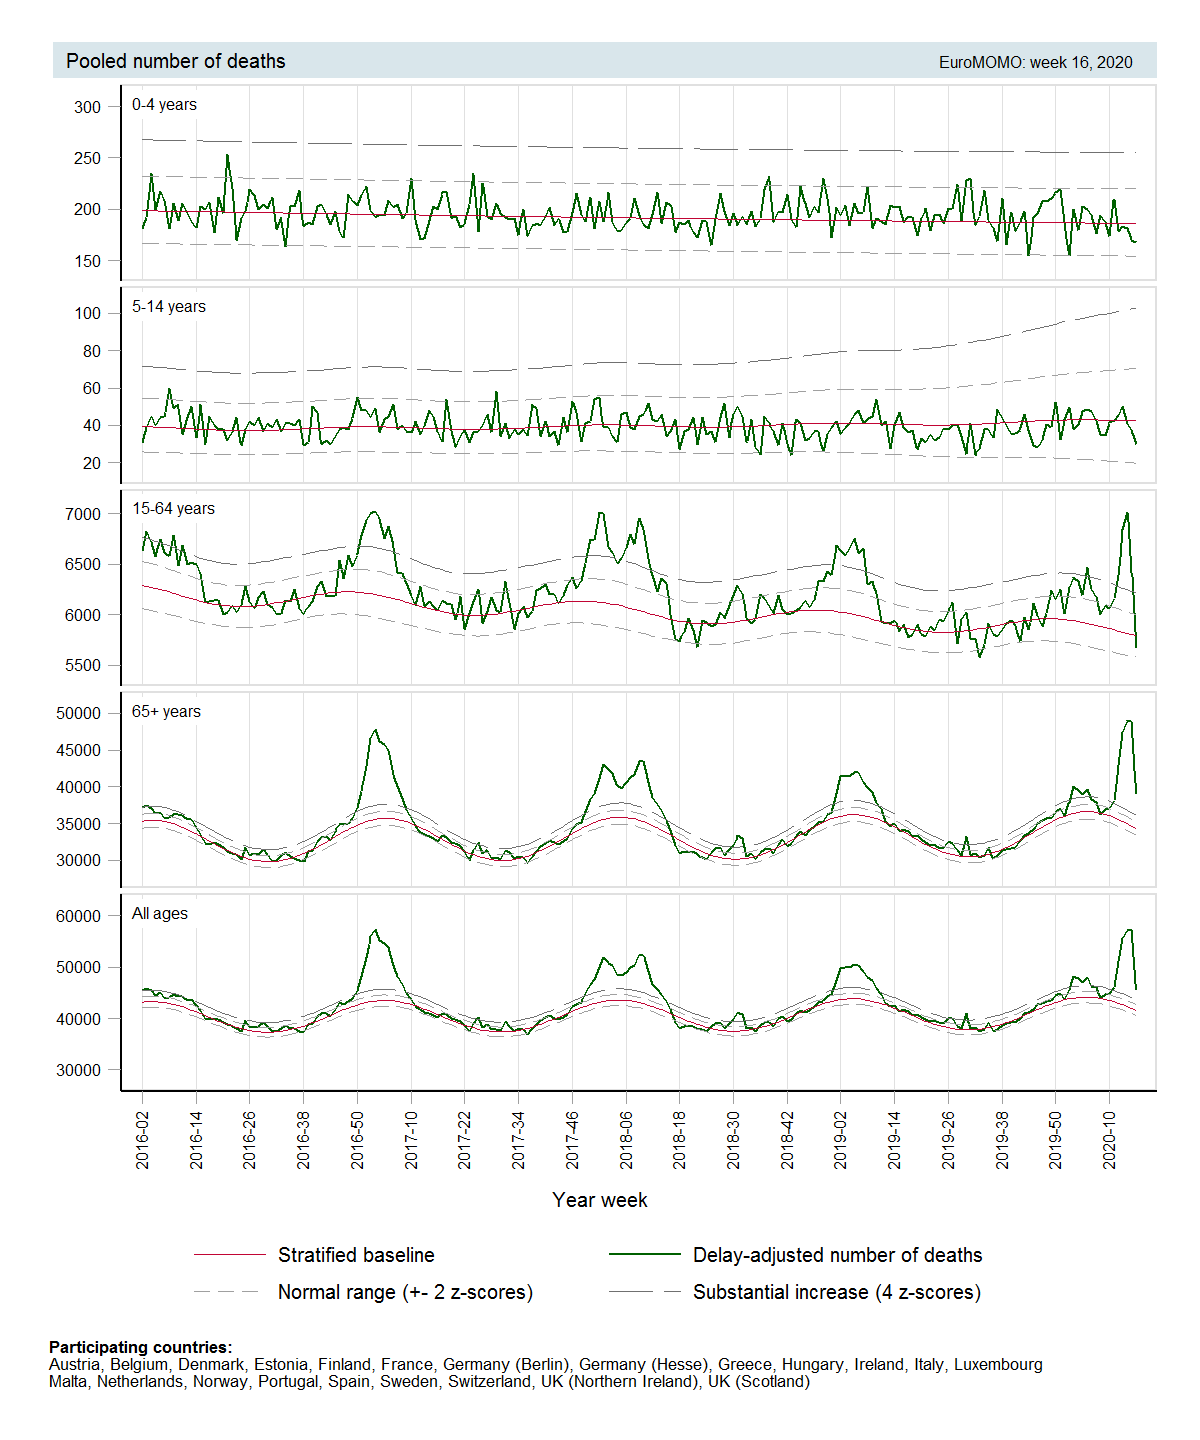 Pooled number of deaths
EuroMOMO: week 16, 2020
0-4 years
300
250
200
150
5-14 years
100
80
60
40
20
15-64 years
7000
6500
6000
5500
65+ years
50000
45000
40000
35000
30000
All ages
60000
50000
40000
30000
2016-02
2016-14
2016-26
2016-38
2016-50
2017-10
2017-22
2017-34
2017-46
2018-06
2018-18
2018-30
2018-42
2019-02
2019-14
2019-26
2019-38
2019-50
2020-10
Year week
Stratified baseline
Delay-adjusted number of deaths
Normal range (+- 2 z-scores)
Substantial increase (4 z-scores)
Participating countries:
Austria, Belgium, Denmark, Estonia, Finland, France, Germany (Berlin), Germany (Hesse), Greece, Hungary, Ireland, Italy, Luxembourg
Malta, Netherlands, Norway, Portugal, Spain, Sweden, Switzerland, UK (Northern Ireland), UK (Scotland)